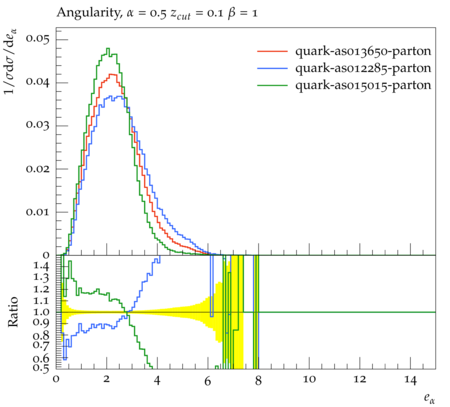 Angularity, α = 0.5 z_cut = 0.1 β = 1
1/σ dσ/de_α
0.05
0.04
0.03
0.02
0.01
0
quark-as013650-parton
quark-as012285-parton
quark-as015015-parton
Ratio
1.4
1.3
1.2
1.1
1.0
0.9
0.8
0.7
0.6
0.5
0 2 4 6 8 10 12 14
e_α